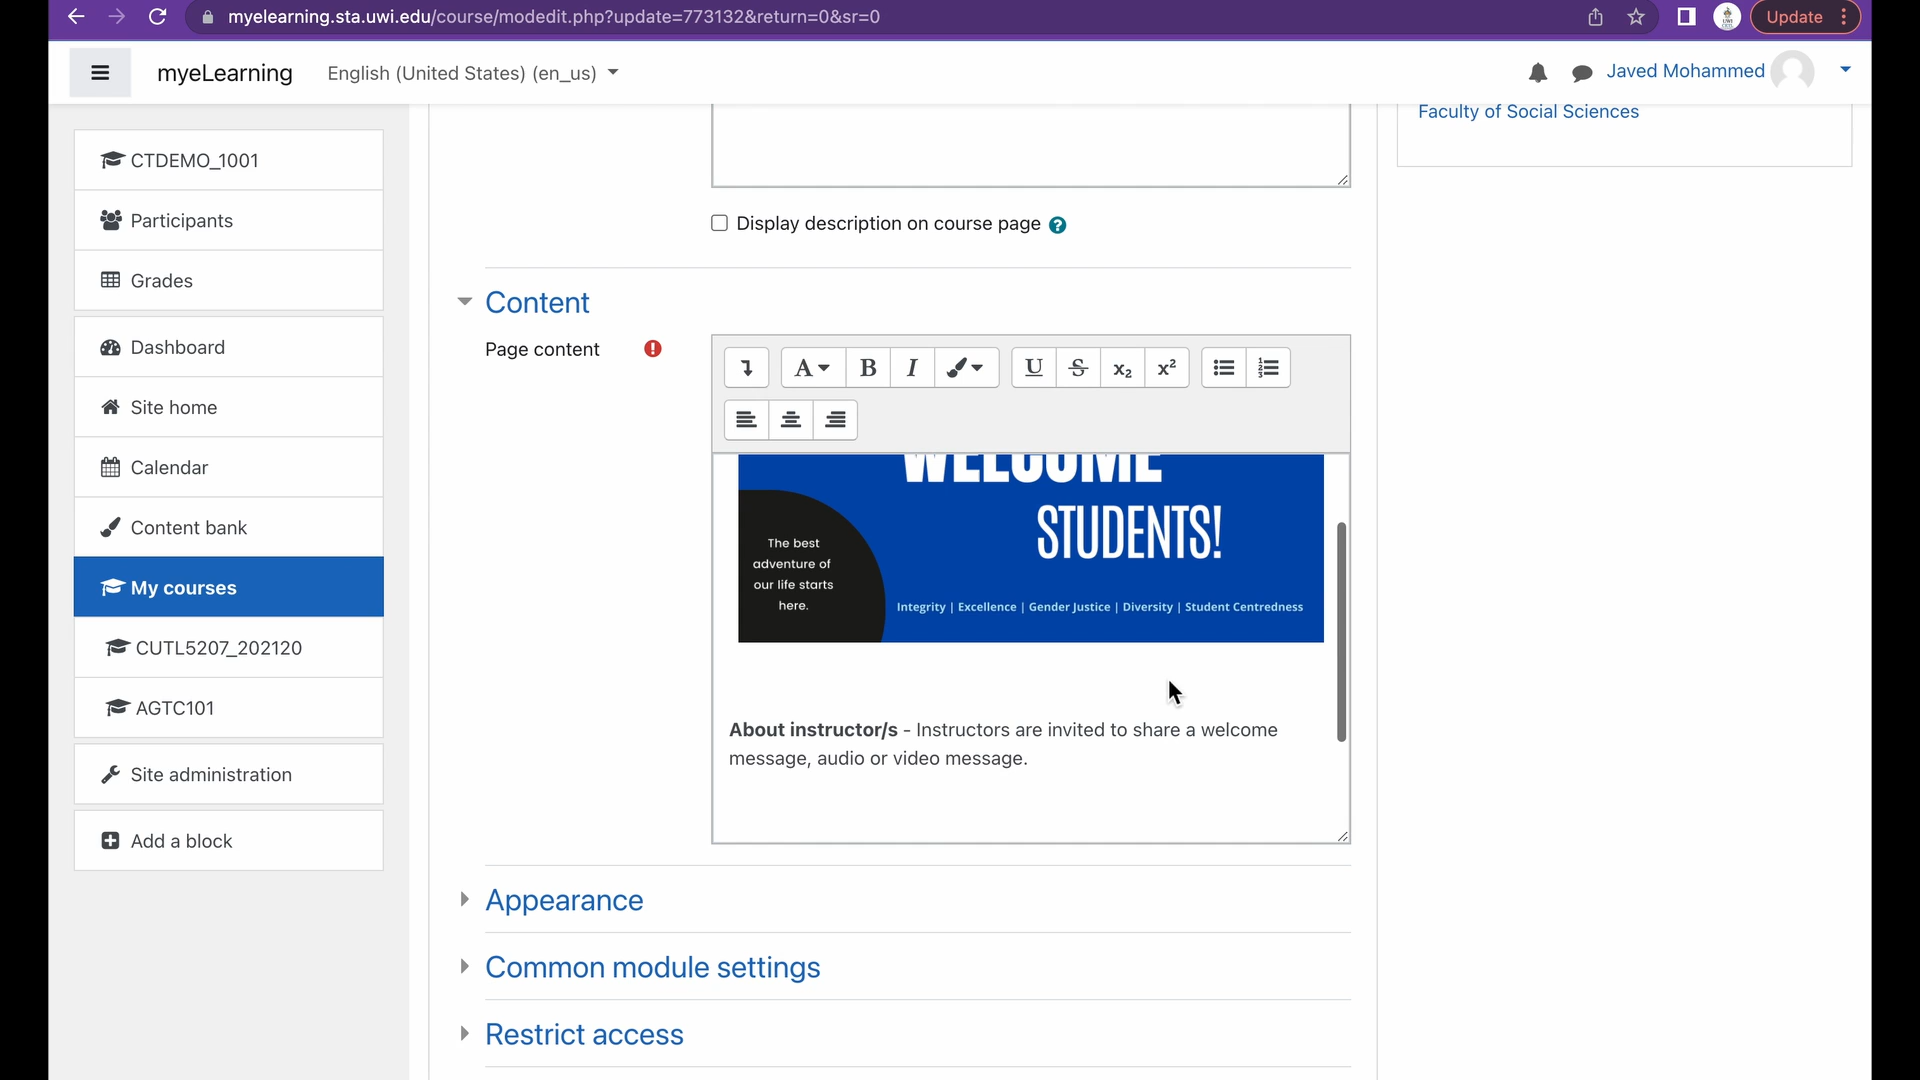 myelearning.sta.uwi.edu/course/modedit.php?update=773132&return=0&sr=0
Update
myeLearning
English (United States) (en_us)
Javed Mohammed
Faculty of Social Sciences
CTDEMO_1001
Participants
Grades
Dashboard
Site home
Calendar
Content bank
My courses
CUTL5207_202120
AGTC101
Site administration
Add a block
Display description on course page
Content
Page content
A
B
I
U
S
x₂
x²
WELCOME
STUDENTS!
The best
adventure of
our life starts
here.
Integrity | Excellence | Gender Justice | Diversity | Student Centredness
About instructor/s - Instructors are invited to share a welcome
message, audio or video message.
Appearance
Common module settings
Restrict access